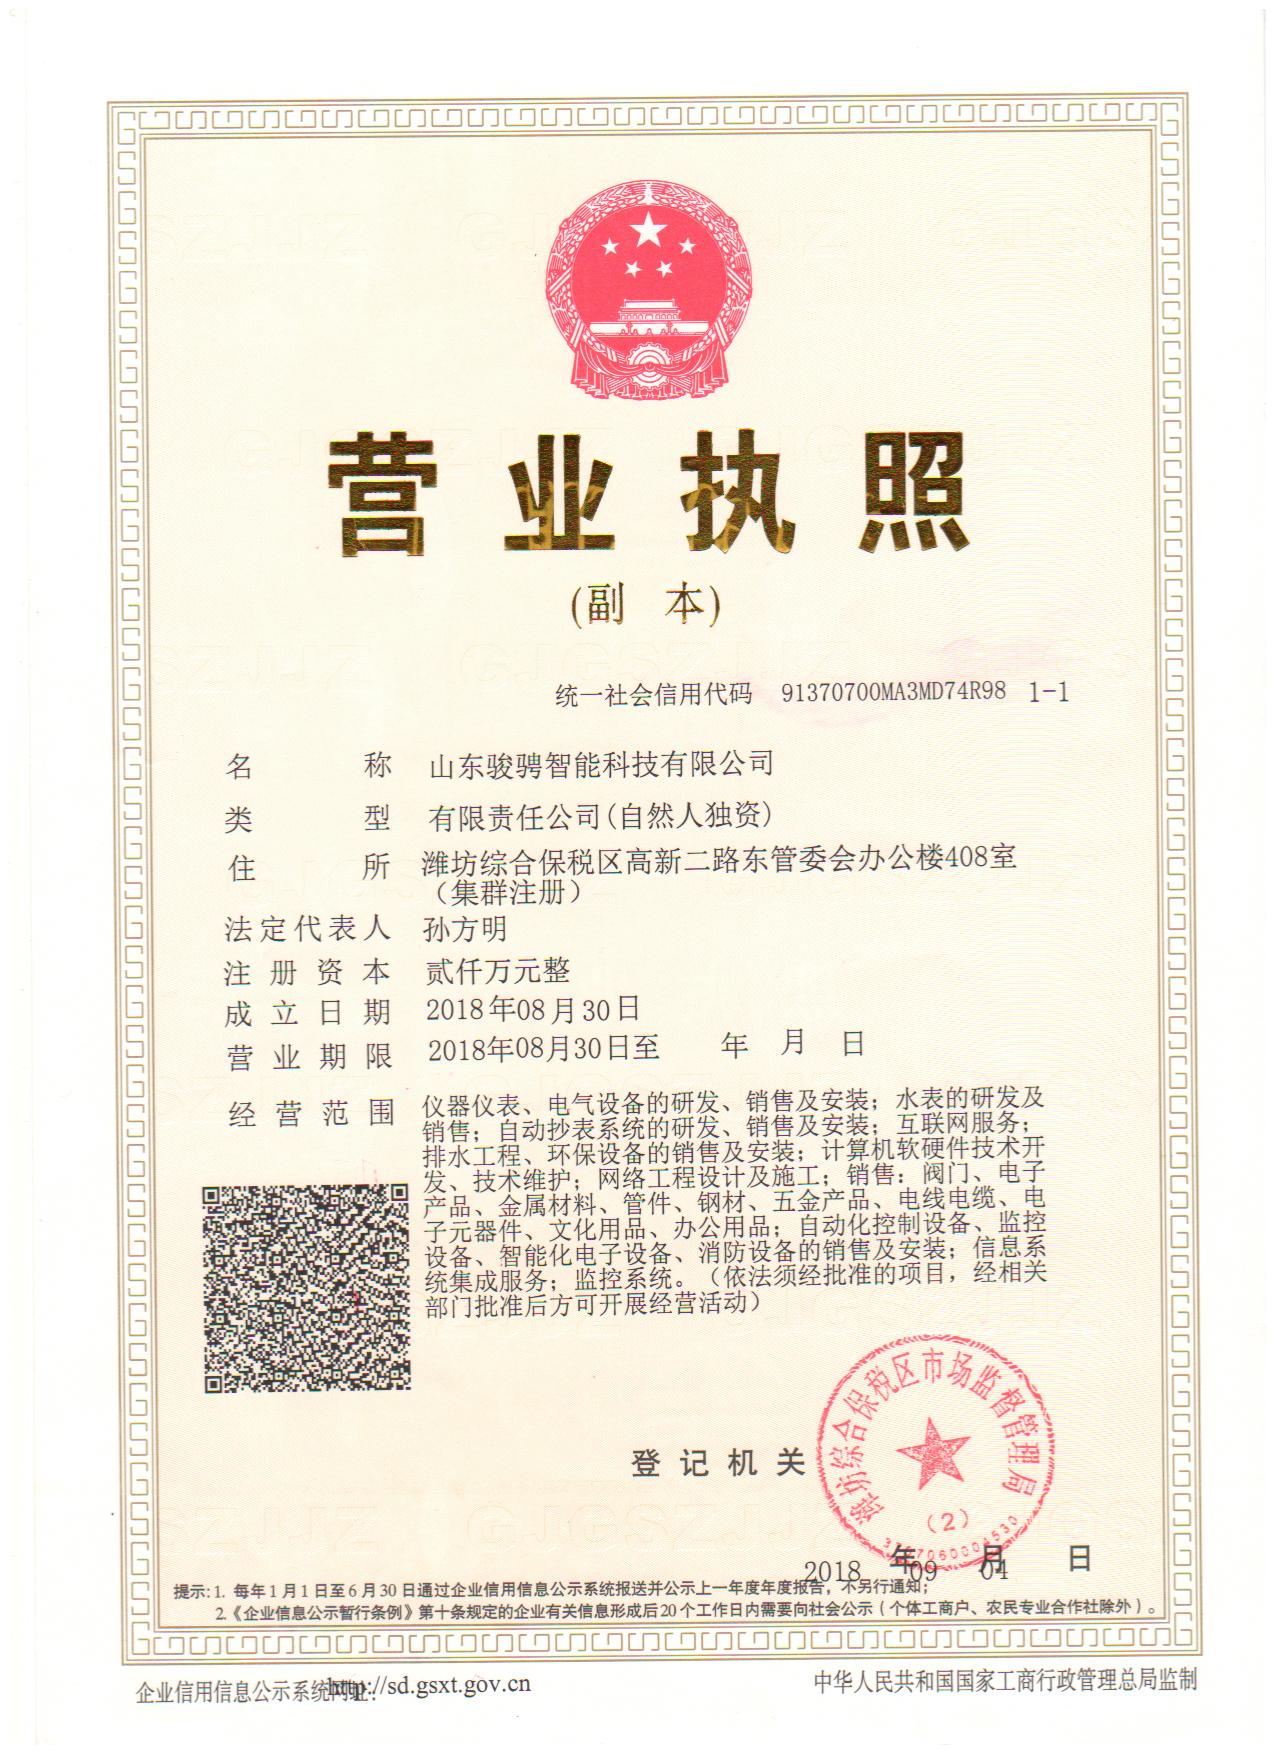 营业执照
(副 本)
统一社会信用代码 91370700MA3MD74R98 1-1
名 称 山东骏骋智能科技有限公司
类 型 有限责任公司(自然人独资)
住 所 潍坊综合保税区高新二路东管委会办公楼408室
（集群注册）
法定代表人 孙方明
注册资本 贰仟万元整
成立日期 2018年08月30日
营业期限 2018年08月30日至 年 月 日
经营范围 仪器仪表、电气设备的研发、销售及安装；水表的研发及
销售；自动抄表系统的研发、销售及安装；互联网服务；
排水工程、环保设备的销售及安装；计算机软硬件技术开
发、技术维护；网络工程设计及施工；销售：阀门、电子
产品、金属材料、管件、钢材、五金产品、电线电缆、电
子元器件、文化用品、办公用品；自动化控制设备、监控
设备、智能化电子设备、消防设备的销售及安装；信息系
统集成服务；监控系统。（依法须经批准的项目，经相关
部门批准后方可开展经营活动）
潍坊综合保税区市场监督管理局
登记机关
（2）
2018 年 09 月 04 日
提示：1. 每年1月1日至6月30日通过企业信用信息公示系统报送并公示上一年度年度报告，不另行通知；
2.《企业信息公示暂行条例》第十条规定的企业有关信息形成后20个工作日内需要向社会公示（个体工商户、农民专业合作社除外）。
企业信用信息公示系统网址：http://sd.gsxt.gov.cn
中华人民共和国国家工商行政管理总局监制